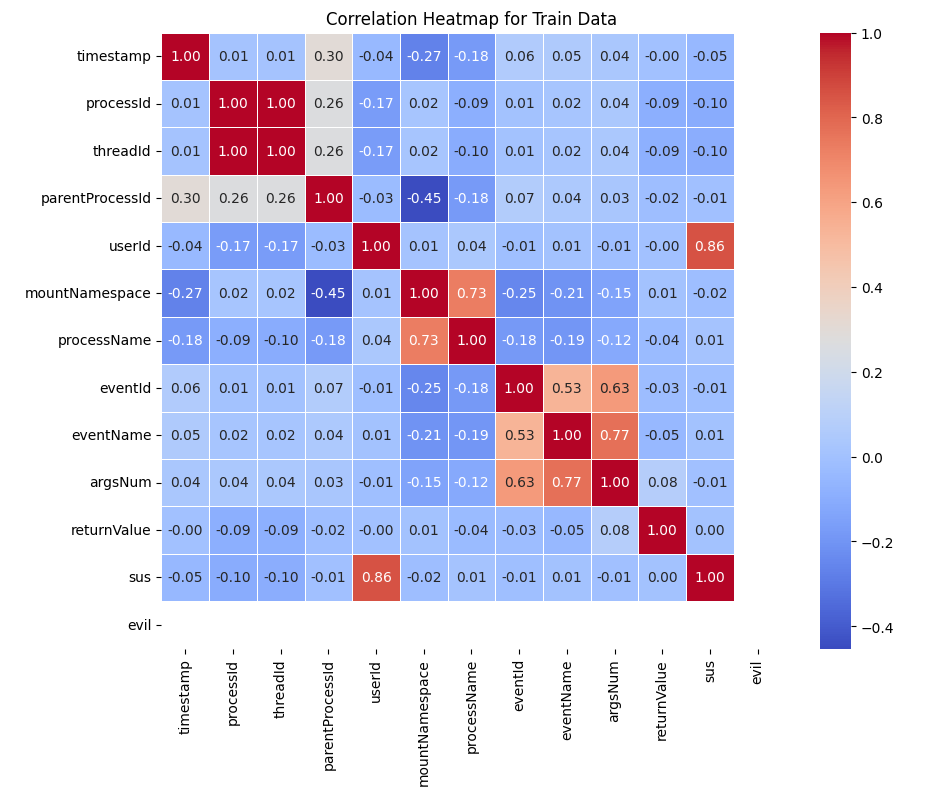 Correlation Heatmap for Train Data
timestamp 1.00 0.01 0.01 0.30 -0.04 -0.27 -0.18 0.06 0.05 0.04 -0.00 -0.05
processId 0.01 1.00 1.00 0.26 -0.17 0.02 -0.09 0.01 0.02 0.04 -0.09 -0.10
threadId 0.01 1.00 1.00 0.26 -0.17 0.02 -0.10 0.01 0.02 0.04 -0.09 -0.10
parentProcessId 0.30 0.26 0.26 1.00 -0.03 -0.45 -0.18 0.07 0.04 0.03 -0.02 -0.01
userId -0.04 -0.17 -0.17 -0.03 1.00 0.01 0.04 -0.01 0.01 -0.01 -0.00 0.86
mountNamespace -0.27 0.02 0.02 -0.45 0.01 1.00 0.73 -0.25 -0.21 -0.15 0.01 -0.02
processName -0.18 -0.09 -0.10 -0.18 0.04 0.73 1.00 -0.18 -0.19 -0.12 -0.04 0.01
eventId 0.06 0.01 0.01 0.07 -0.01 -0.25 -0.18 1.00 0.53 0.63 -0.03 -0.01
eventName 0.05 0.02 0.02 0.04 0.01 -0.21 -0.19 0.53 1.00 0.77 -0.05 0.01
argsNum 0.04 0.04 0.04 0.03 -0.01 -0.15 -0.12 0.63 0.77 1.00 0.08 -0.01
returnValue -0.00 -0.09 -0.09 -0.02 -0.00 0.01 -0.04 -0.03 -0.05 0.08 1.00 0.00
sus -0.05 -0.10 -0.10 -0.01 0.86 -0.02 0.01 -0.01 0.01 -0.01 0.00 1.00
evil
timestamp
processId
threadId
parentProcessId
userId
mountNamespace
processName
eventId
eventName
argsNum
returnValue
sus
evil
1.0
0.8
0.6
0.4
0.2
0.0
−0.2
−0.4